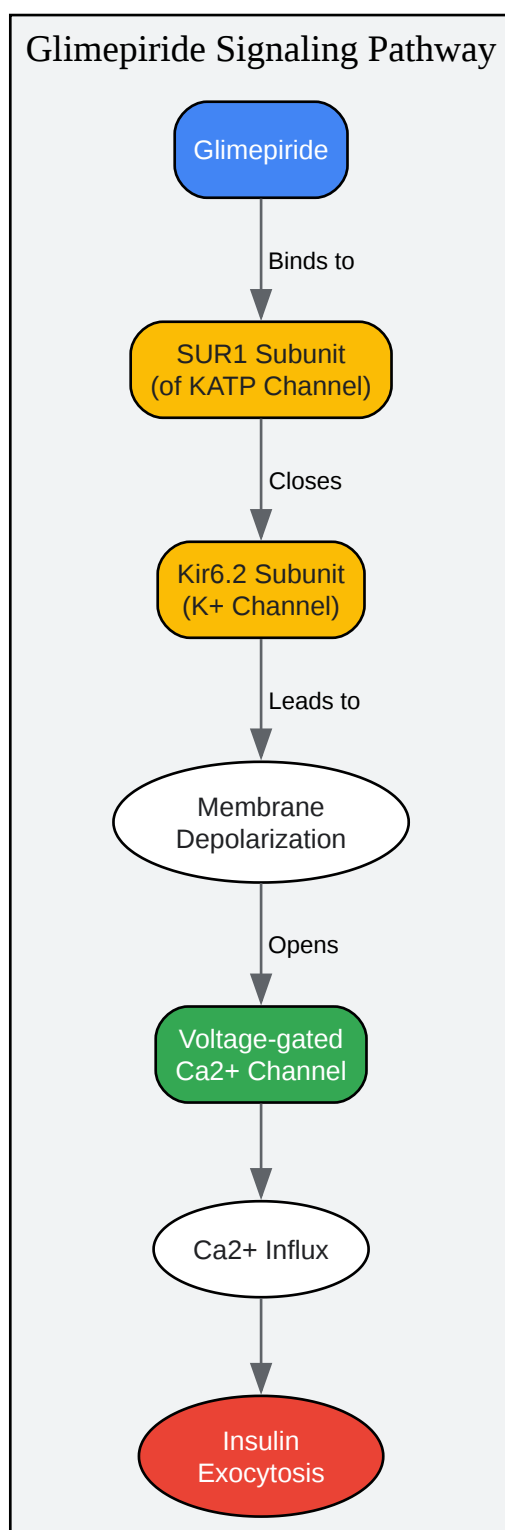 Glimepiride Signaling Pathway
Glimepiride
Binds to
SUR1 Subunit
(of KATP Channel)
Closes
Kir6.2 Subunit
(K+ Channel)
Leads to
Membrane
Depolarization
Opens
Voltage-gated
Ca2+ Channel
Ca2+ Influx
Insulin
Exocytosis